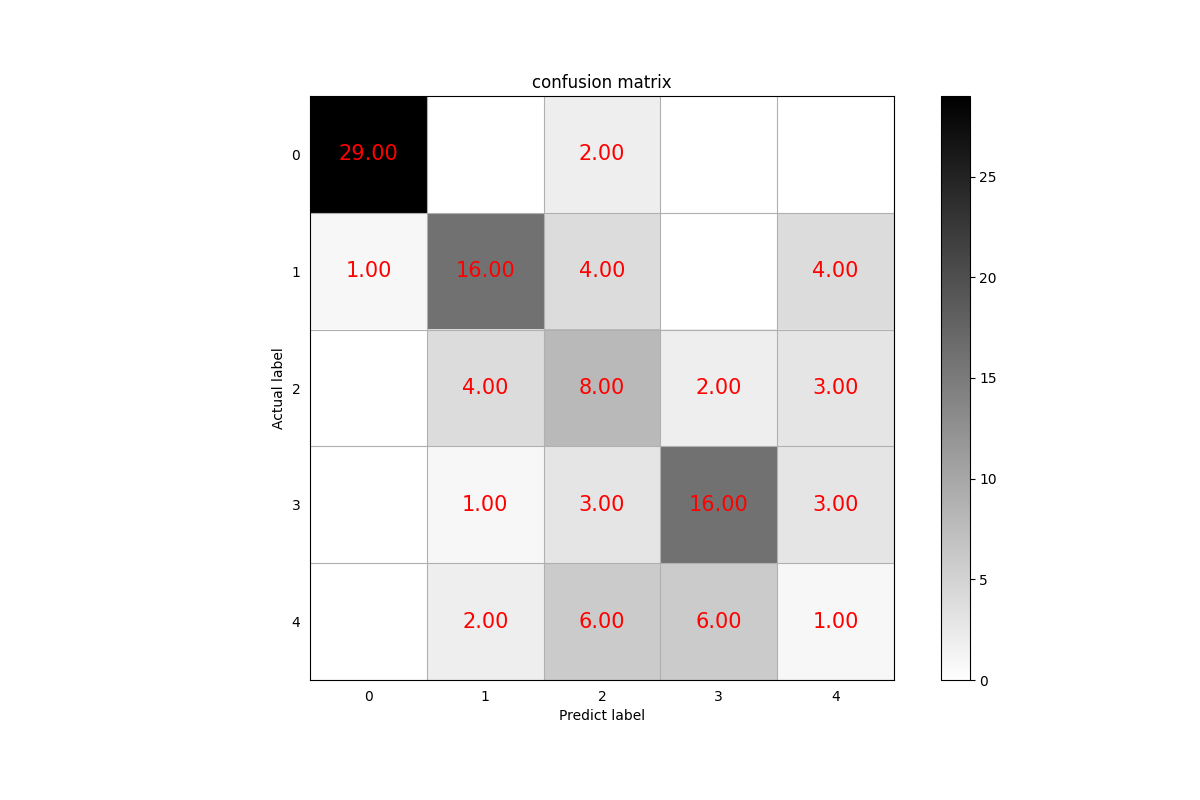 confusion matrix
0 29.00 2.00
1 1.00 16.00 4.00 4.00
2 4.00 8.00 2.00 3.00
3 1.00 3.00 16.00 3.00
4 2.00 6.00 6.00 1.00
0 1 2 3 4
Predict label
Actual label
25
20
15
10
5
0